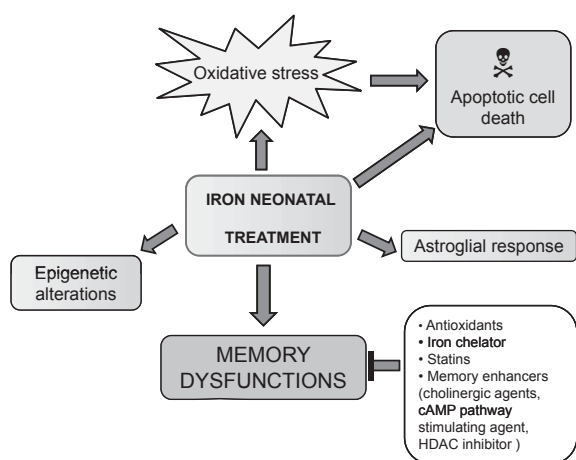 Oxidative stress
Apoptotic cell
death
IRON NEONATAL
TREATMENT
Epigenetic
alterations
Astroglial response
MEMORY
DYSFUNCTIONS
• Antioxidants
• Iron chelator
• Statins
• Memory enhancers
(cholinergic agents,
cAMP pathway
stimulating agent,
HDAC inhibitor )